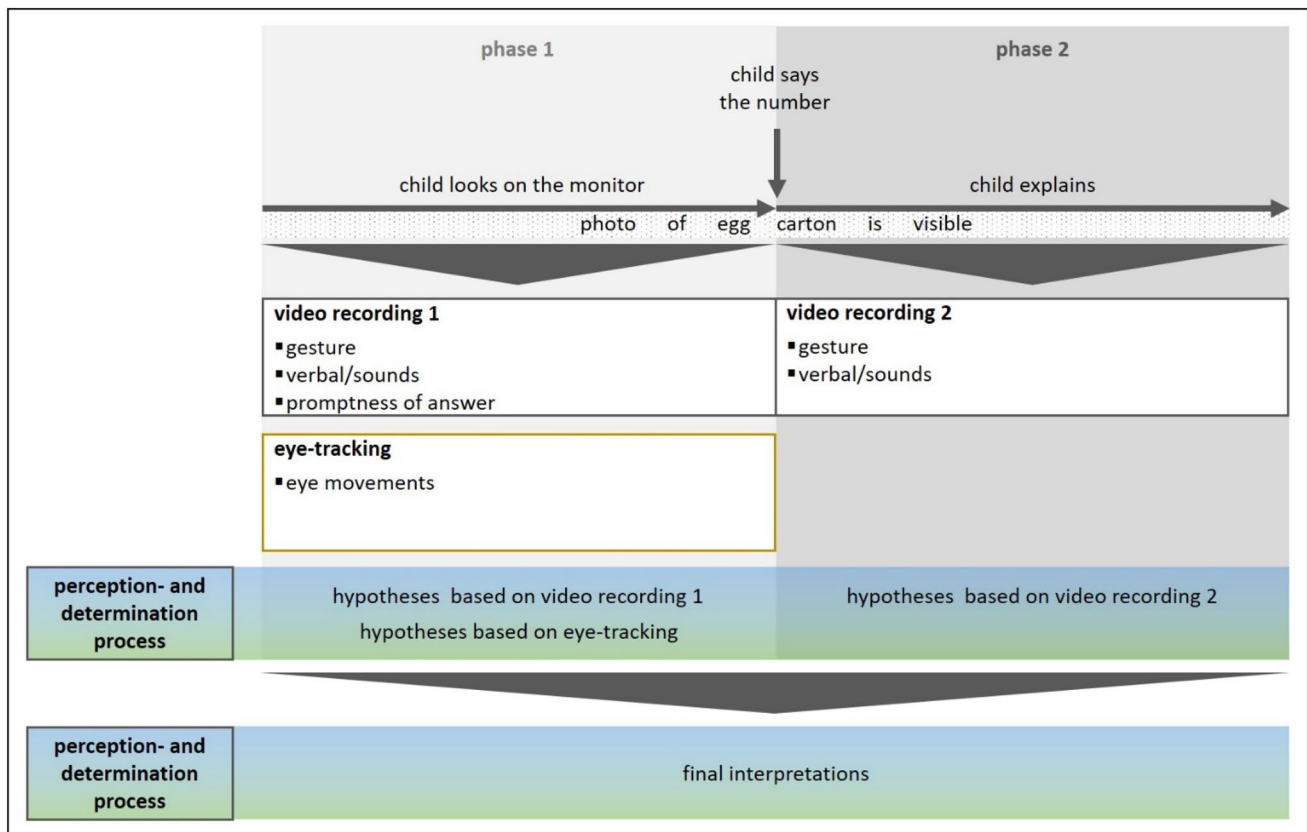 phase 1
phase 2
child says
the number
child looks on the monitor
child explains
photo of egg carton is visible
video recording 1
▪ gesture
▪ verbal/sounds
▪ promptness of answer
video recording 2
▪ gesture
▪ verbal/sounds
eye-tracking
▪ eye movements
perception- and
determination
process
hypotheses based on video recording 1
hypotheses based on eye-tracking
hypotheses based on video recording 2
perception- and
determination
process
final interpretations